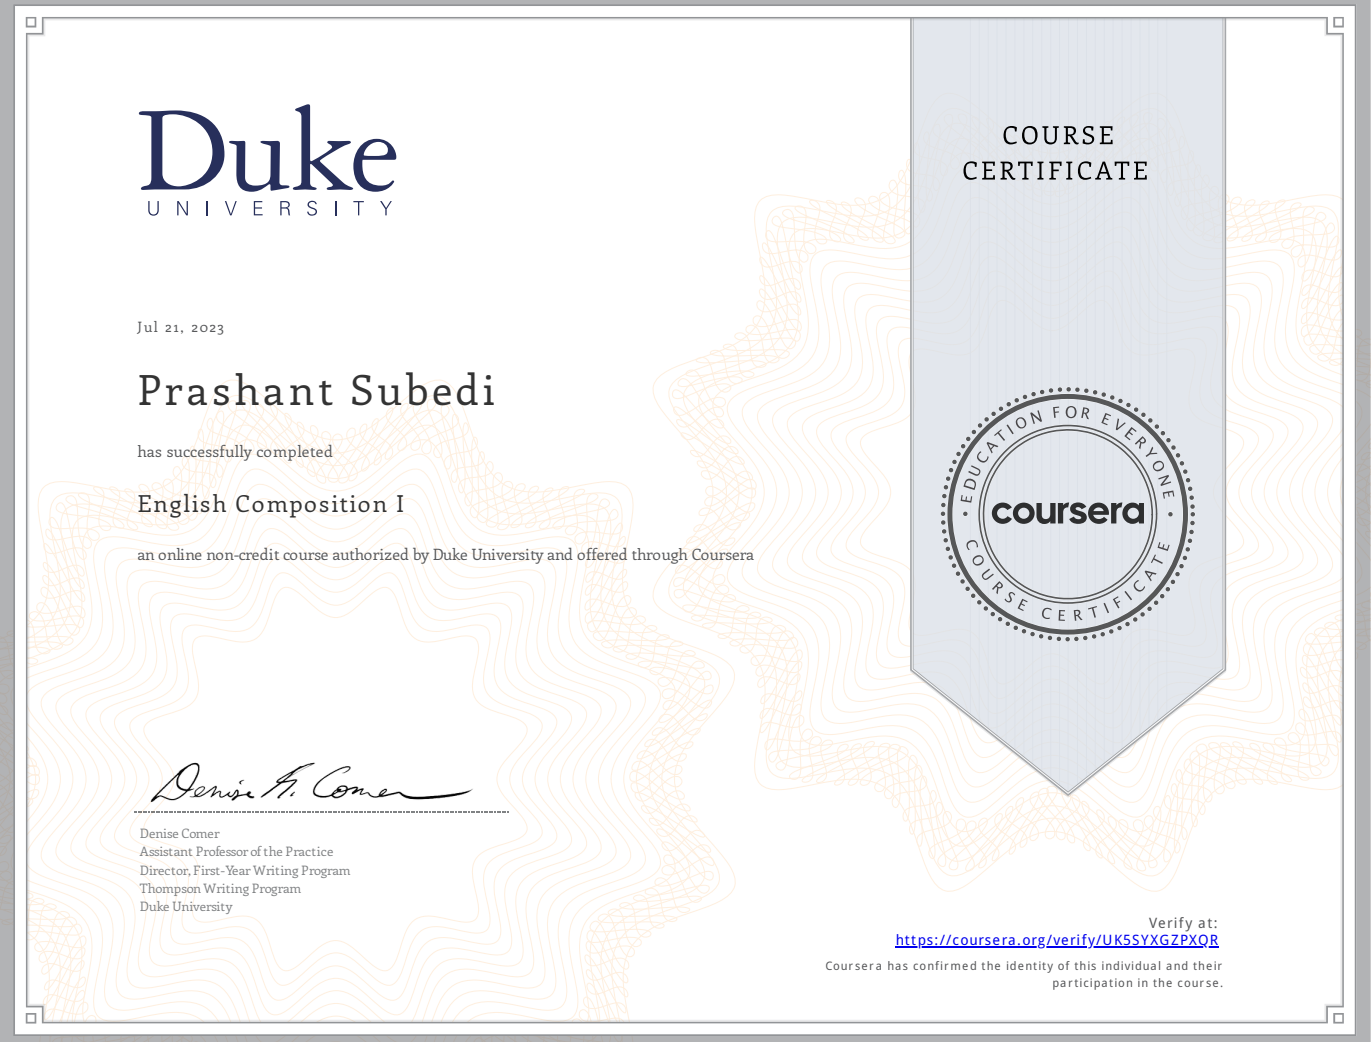 Duke
UNIVERSITY
COURSE
CERTIFICATE
Jul 21, 2023
Prashant Subedi
has successfully completed
English Composition I
an online non-credit course authorized by Duke University and offered through Coursera
EDUCATION FOR EVERYONE
coursera
COURSE CERTIFICATE
Denise K. Comer
Denise Comer
Assistant Professor of the Practice
Director, First-Year Writing Program
Thompson Writing Program
Duke University
Verify at:
https://coursera.org/verify/UK5SYXGZPXQR
Coursera has confirmed the identity of this individual and their
participation in the course.